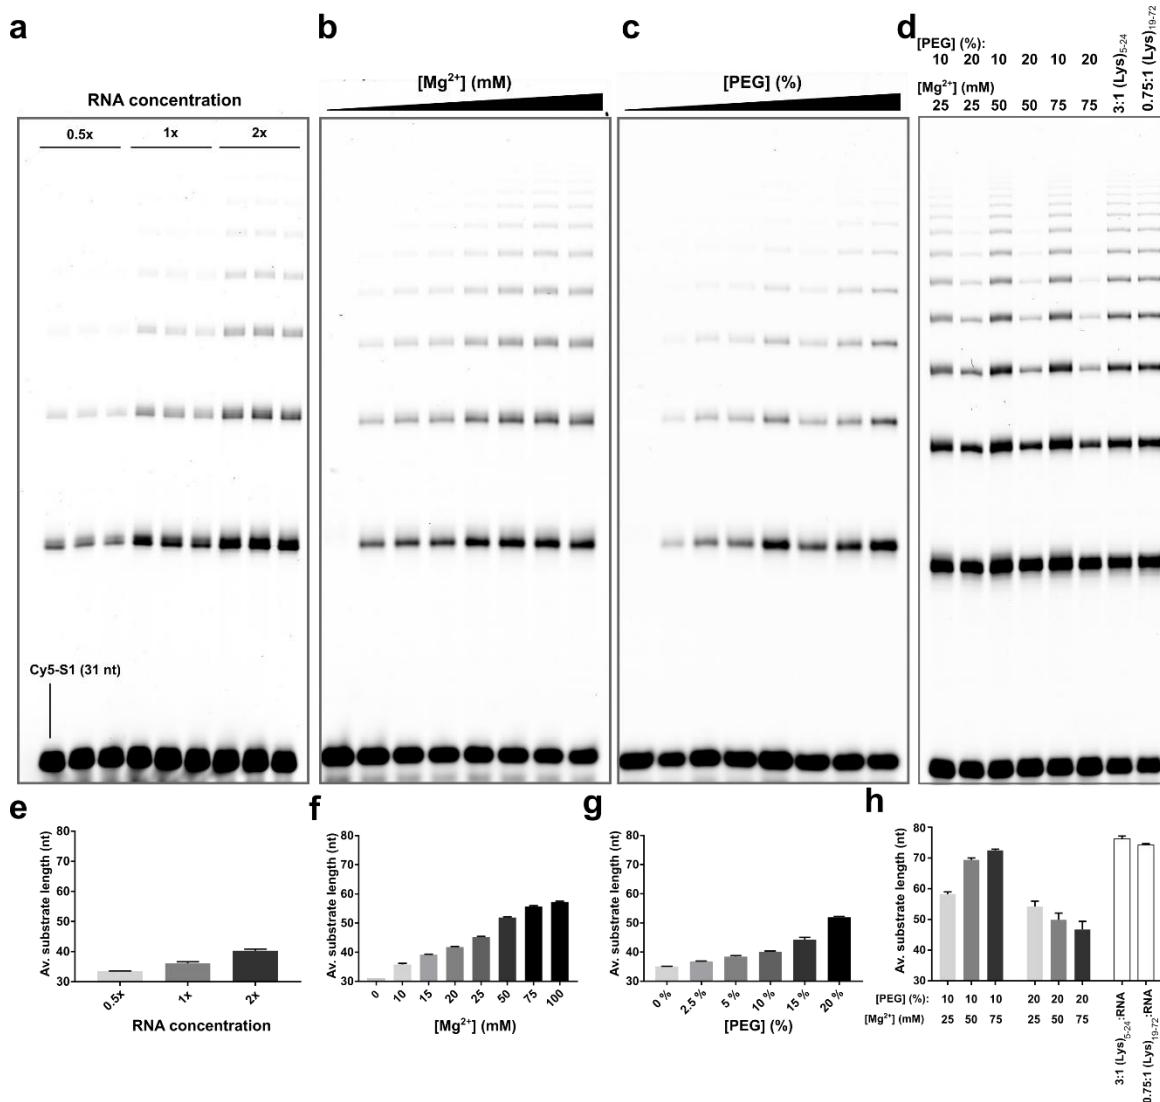 a
RNA concentration
0.5x 1x 2x
Cy5-S1 (31 nt)
b
[Mg²⁺] (mM)
c
[PEG] (%)
d
[PEG] (%):
10 20 10 20 10 20
[Mg²⁺] (mM)
25 25 50 50 75 75
3:1 (Lys)₅₋₂₄
0.75:1 (Lys)₁₉₋₇₂
e
Av. substrate length (nt)
80
70
60
50
40
30
0.5x 1x 2x
RNA concentration
f
Av. substrate length (nt)
80
70
60
50
40
30
0 10 15 20 25 50 75 100
[Mg²⁺] (mM)
g
Av. substrate length (nt)
80
70
60
50
40
30
0 % 2.5 % 5 % 10 % 15 % 20 %
[PEG] (%)
h
Av. substrate length (nt)
80
70
60
50
40
30
[PEG] (%): 10 10 10 20 20 20
[Mg²⁺] (mM) 25 50 75 25 50 75
3:1 (Lys)₅₋₂₄:RNA
0.75:1 (Lys)₁₉₋₇₂:RNA